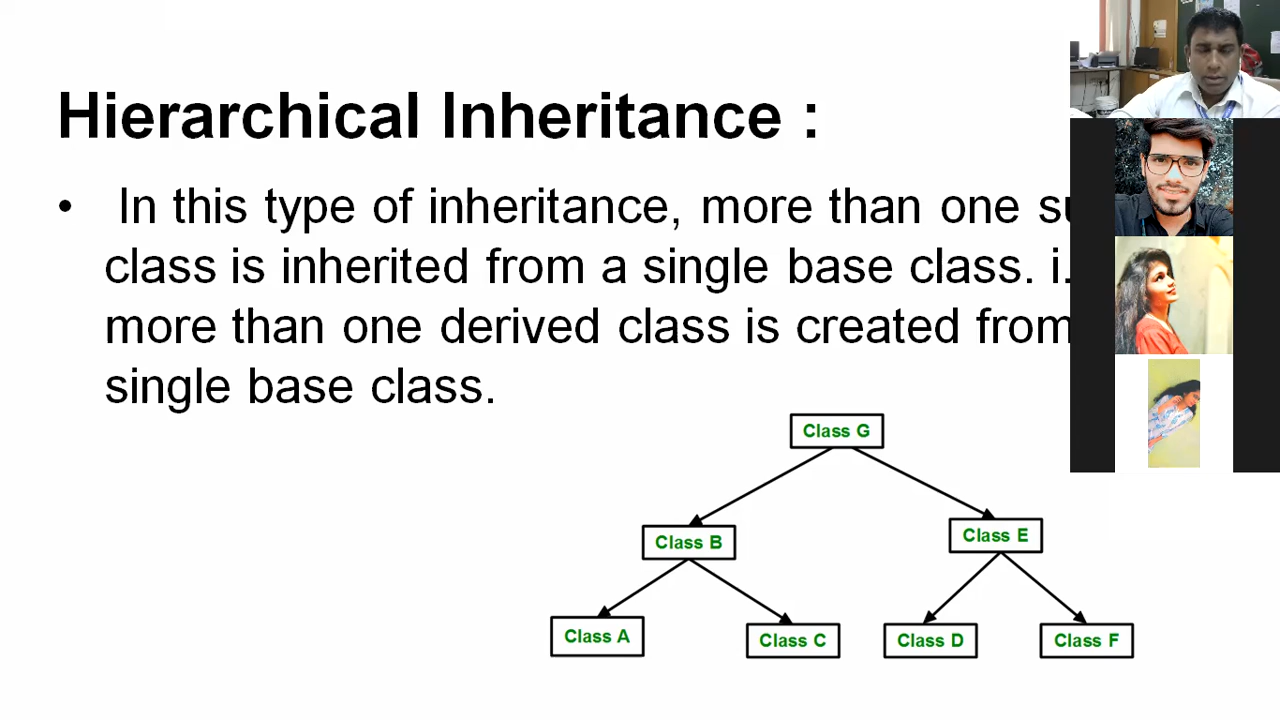 Hierarchical Inheritance :
• In this type of inheritance, more than one
class is inherited from a single base class. i.
more than one derived class is created from
single base class.
Class G
Class B
Class E
Class A
Class C
Class D
Class F